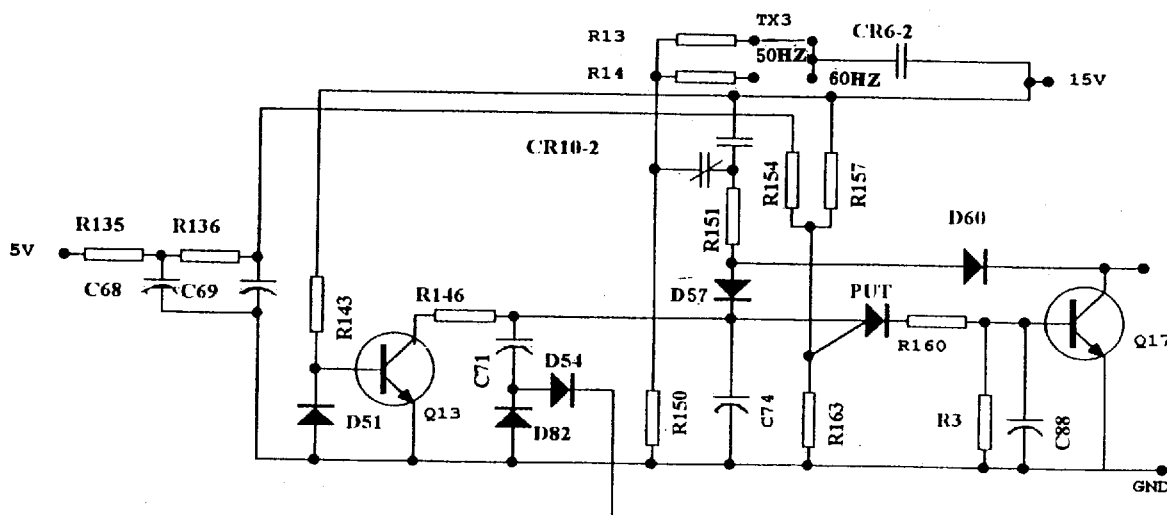 TX3
R13
CR6-2
50HZ
R14
60HZ
15V
CR10-2
R154
R157
R151
R135
R136
D60
5V
C68
C69
R143
R146
D57
PUT
C71
D54
R160
Q17
D51
Q13
D82
R150
C74
R163
R3
C88
GND